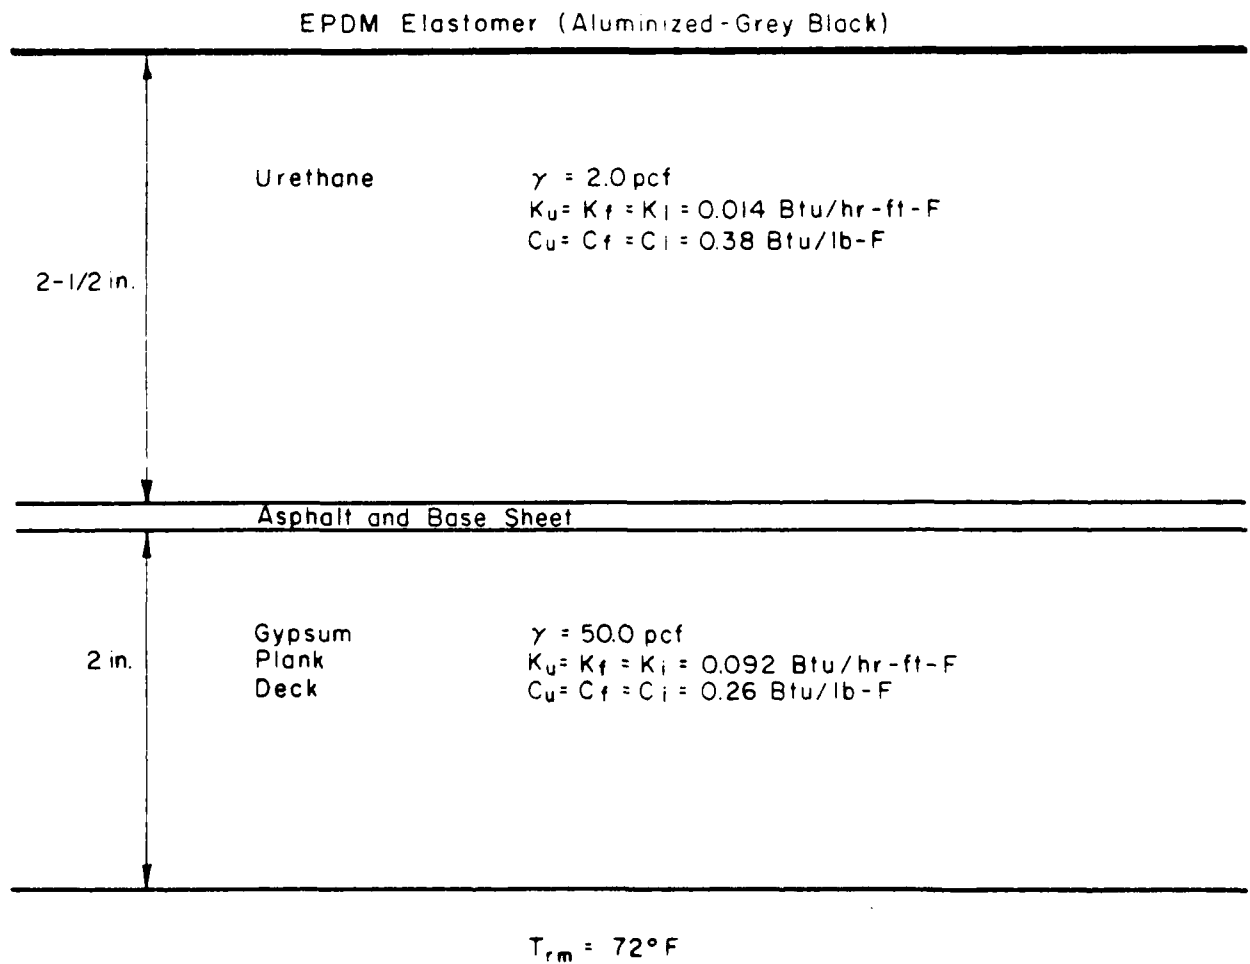 EPDM Elastomer (Aluminized-Grey Black)
Urethane γ = 2.0 pcf
Ku = Kf = Ki = 0.014 Btu/hr-ft-F
Cu = Cf = Ci = 0.38 Btu/lb-F
2-1/2 in.
Asphalt and Base Sheet
Gypsum γ = 50.0 pcf
2 in. Plank Ku = Kf = Ki = 0.092 Btu/hr-ft-F
Deck Cu = Cf = Ci = 0.26 Btu/lb-F
Trm = 72°F